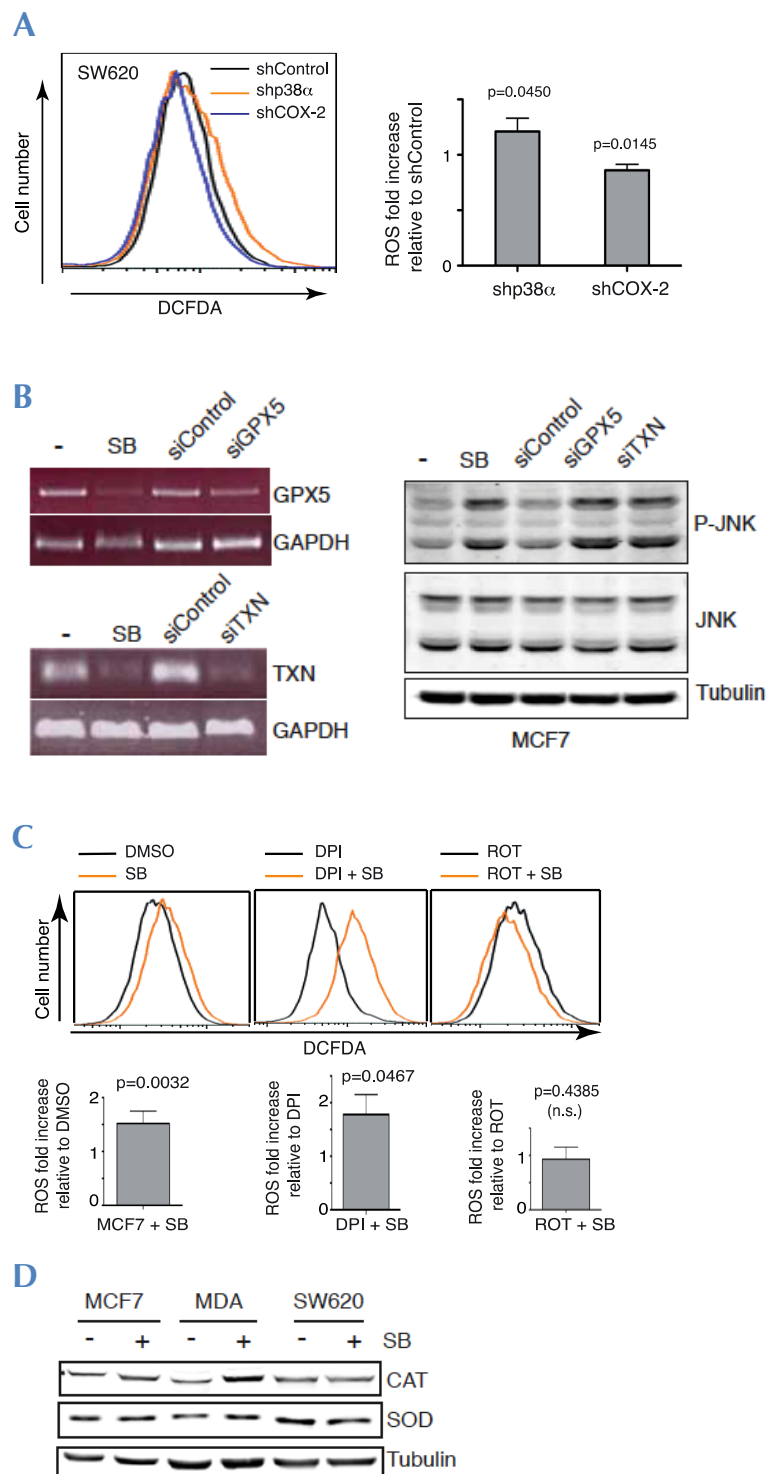 A
SW620
shControl
shp38α
shCOX-2
Cell number
DCFDA
ROS fold increase
relative to shControl
p=0.0450
p=0.0145
1
0
shp38α
shCOX-2
B
- SB siControl siGPX5
GPX5
GAPDH
- SB siControl siTXN
TXN
GAPDH
- SB siControl siGPX5 siTXN
P-JNK
JNK
Tubulin
MCF7
C
DMSO
SB
DPI
DPI + SB
ROT
ROT + SB
Cell number
DCFDA
ROS fold increase
relative to DMSO
p=0.0032
2
1
0
MCF7 + SB
ROS fold increase
relative to DPI
p=0.0467
2
1
0
DPI + SB
ROS fold increase
relative to ROT
p=0.4385
(n.s.)
1
0
ROT + SB
D
MCF7 MDA SW620
- + - + - + SB
CAT
SOD
Tubulin